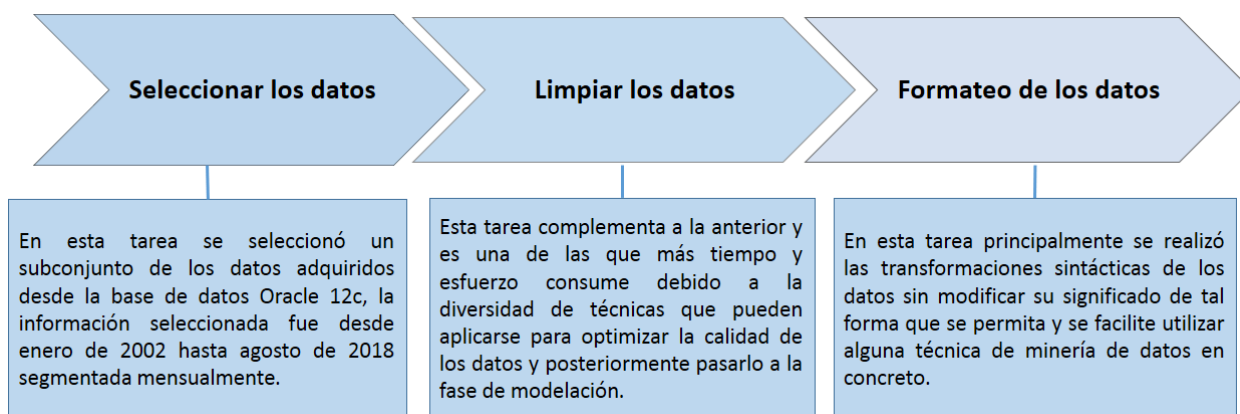 Seleccionar los datos
Limpiar los datos
Formateo de los datos
En esta tarea se seleccionó un
subconjunto de los datos adquiridos
desde la base de datos Oracle 12c, la
información seleccionada fue desde
enero de 2002 hasta agosto de 2018
segmentada mensualmente.
Esta tarea complementa a la anterior y
es una de las que más tiempo y
esfuerzo consume debido a la
diversidad de técnicas que pueden
aplicarse para optimizar la calidad de
los datos y posteriormente pasarlo a la
fase de modelación.
En esta tarea principalmente se realizó
las transformaciones sintácticas de los
datos sin modificar su significado de tal
forma que se permita y se facilite utilizar
alguna técnica de minería de datos en
concreto.